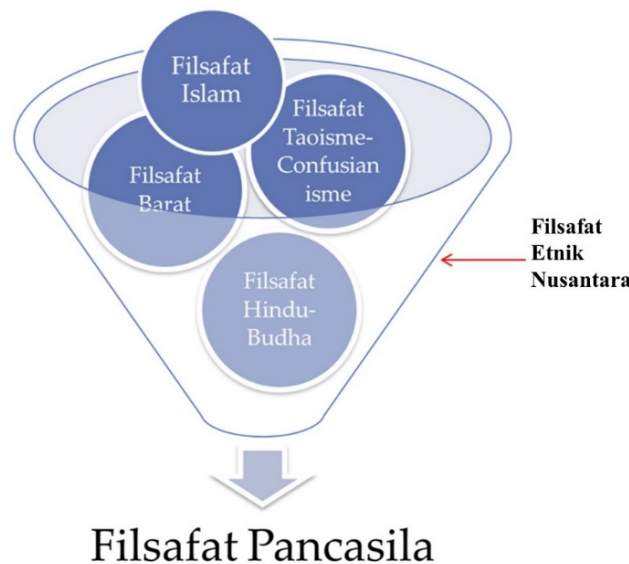 Filsafat
Islam
Filsafat
Taoisme-
Confusian
isme
Filsafat
Barat
Filsafat
Hindu-
Budha
Filsafat
Etnik
Nusantara
Filsafat Pancasila